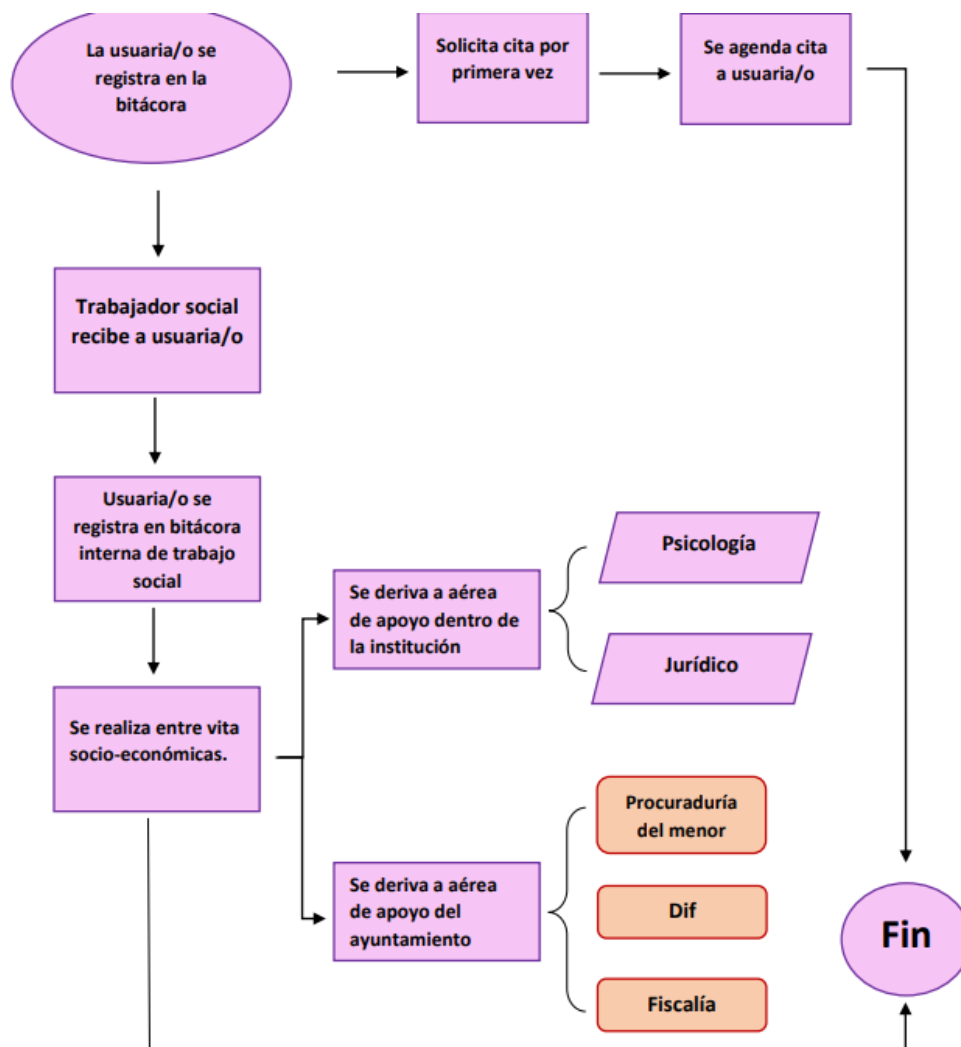 La usuaria/o se
registra en la
bitácora
Solicita cita por
primera vez
Se agenda cita
a usuaria/o
Trabajador social
recibe a usuaria/o
Usuaria/o se
registra en bitácora
interna de trabajo
social
Se realiza entre vita
socio-económicas.
Se deriva a aérea
de apoyo dentro de
la institución
Psicología
Jurídico
Se deriva a aérea
de apoyo del
ayuntamiento
Procuraduría
del menor
Dif
Fiscalía
Fin